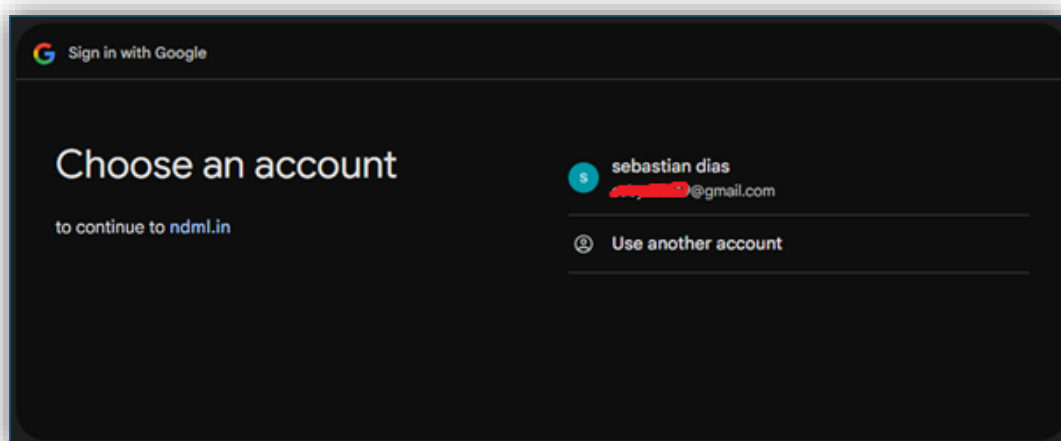 Sign in with Google
Choose an account
to continue to ndml.in
sebastian dias
@gmail.com
Use another account